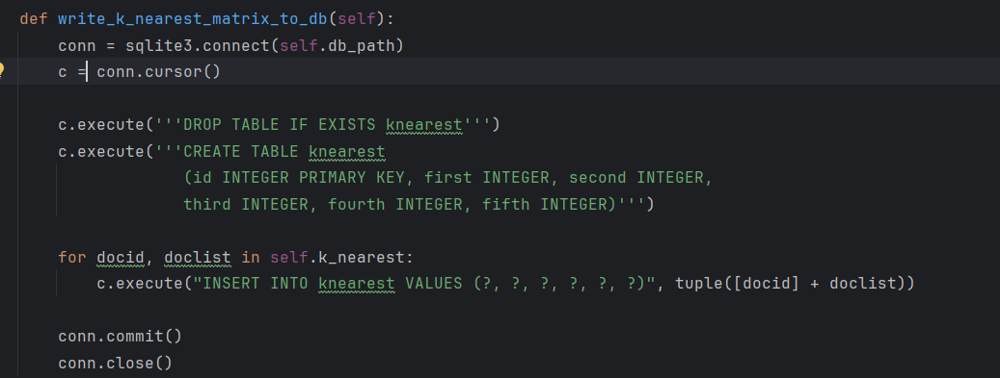 def write_k_nearest_matrix_to_db(self):
    conn = sqlite3.connect(self.db_path)
    c = conn.cursor()

    c.execute('''DROP TABLE IF EXISTS knearest''')
    c.execute('''CREATE TABLE knearest
                 (id INTEGER PRIMARY KEY, first INTEGER, second INTEGER,
                 third INTEGER, fourth INTEGER, fifth INTEGER)''')

    for docid, doclist in self.k_nearest:
        c.execute("INSERT INTO knearest VALUES (?, ?, ?, ?, ?, ?)", tuple([docid] + doclist))

    conn.commit()
    conn.close()